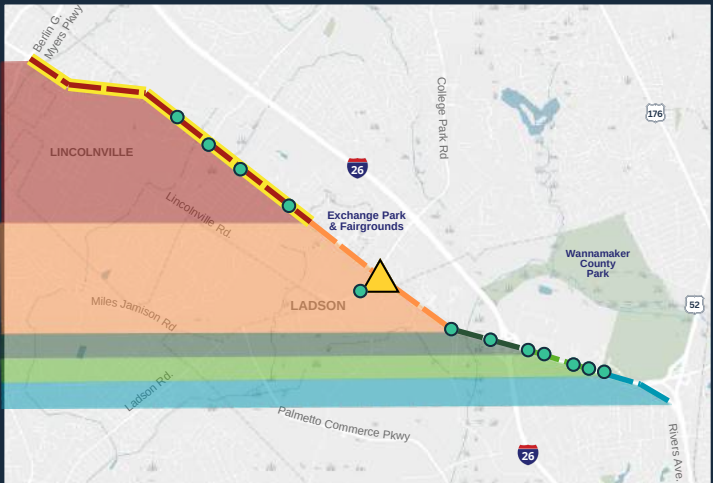 Berlin G.
Myers Pkwy
LINCOLNVILLE
College Park Rd
176
26
Lincolnville Rd.
Exchange Park
& Fairgrounds
Wannamaker
County
Park
52
LADSON
Miles Jamison Rd
Ladson Rd.
Palmetto Commerce Pkwy
26
Rivers Ave.